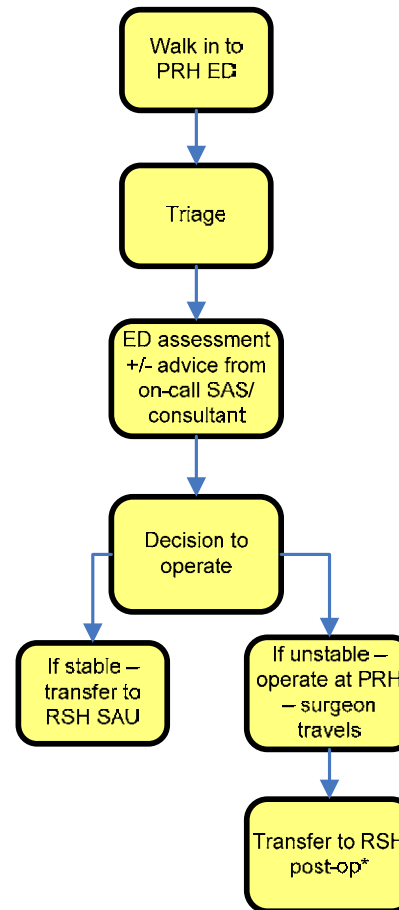 Walk in to
PRH ED
Triage
ED assessment
+/- advice from
on-call SAS/
consultant
Decision to
operate
If stable –
transfer to
RSH SAU
If unstable –
operate at PRH
– surgeon
travels
Transfer to RSH
post-op*